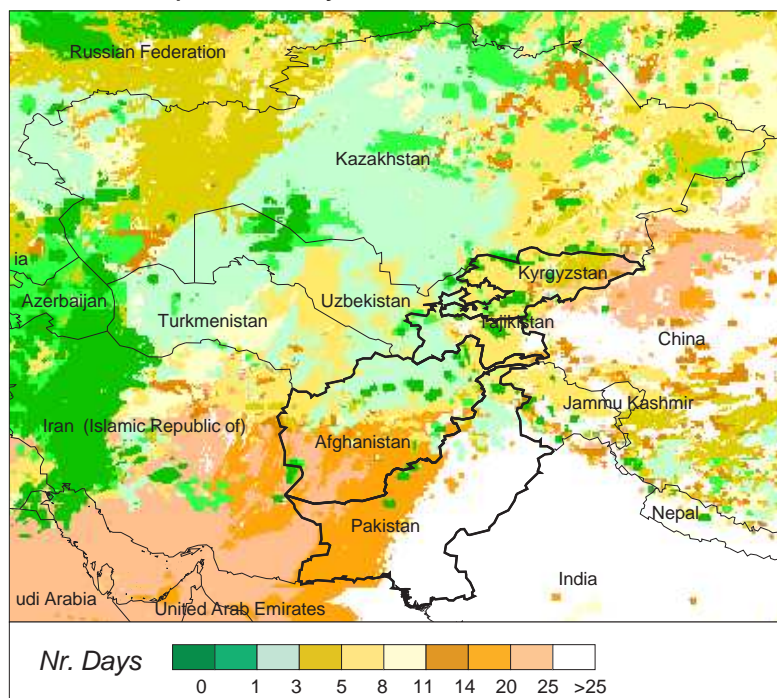 Russian Federation
Kazakhstan
ia
Kyrgyzstan
Azerbaijan
Uzbekistan
Turkmenistan
Tajikistan
China
Jammu Kashmir
Iran (Islamic Republic of)
Afghanistan
Nepal
Pakistan
India
udi Arabia
United Arab Emirates
Nr. Days
0 1 3 5 8 11 14 20 25 >25